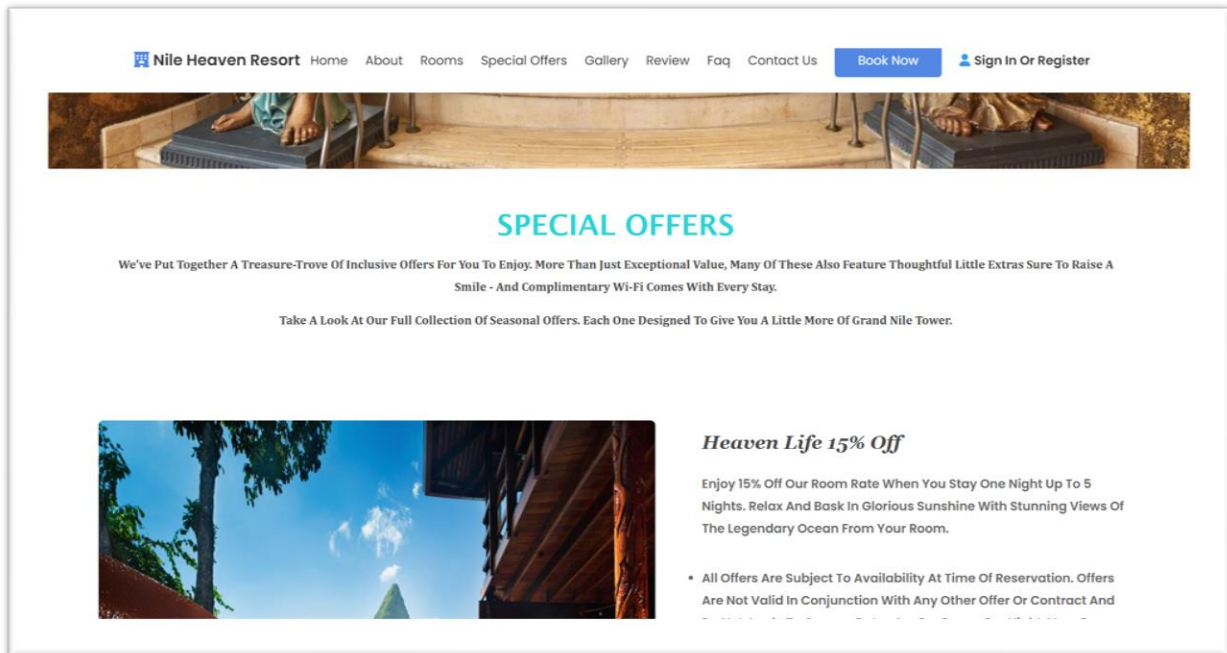 Nile Heaven Resort Home About Rooms Special Offers Gallery Review Faq Contact Us Book Now Sign In Or Register
SPECIAL OFFERS
We've Put Together A Treasure-Trove Of Inclusive Offers For You To Enjoy. More Than Just Exceptional Value, Many Of These Also Feature Thoughtful Little Extras Sure To Raise A
Smile - And Complimentary Wi-Fi Comes With Every Stay.
Take A Look At Our Full Collection Of Seasonal Offers. Each One Designed To Give You A Little More Of Grand Nile Tower.
Heaven Life 15% Off
Enjoy 15% Off Our Room Rate When You Stay One Night Up To 5
Nights. Relax And Bask In Glorious Sunshine With Stunning Views Of
The Legendary Ocean From Your Room.
• All Offers Are Subject To Availability At Time Of Reservation. Offers
Are Not Valid In Conjunction With Any Other Offer Or Contract And